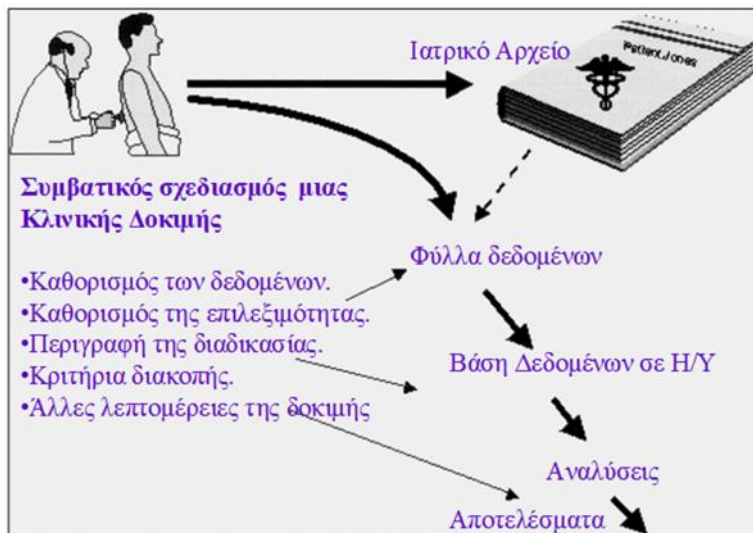 Ιατρικό Αρχείο
Patient Jones
Συμβατικός σχεδιασμός μιας
Κλινικής Δοκιμής
Φύλλα δεδομένων
•Καθορισμός των δεδομένων.
•Καθορισμός της επιλεξιμότητας.
•Περιγραφή της διαδικασίας.
•Κριτήρια διακοπής.
•Άλλες λεπτομέρειες της δοκιμής
Βάση Δεδομένων σε Η/Υ
Αναλύσεις
Αποτελέσματα